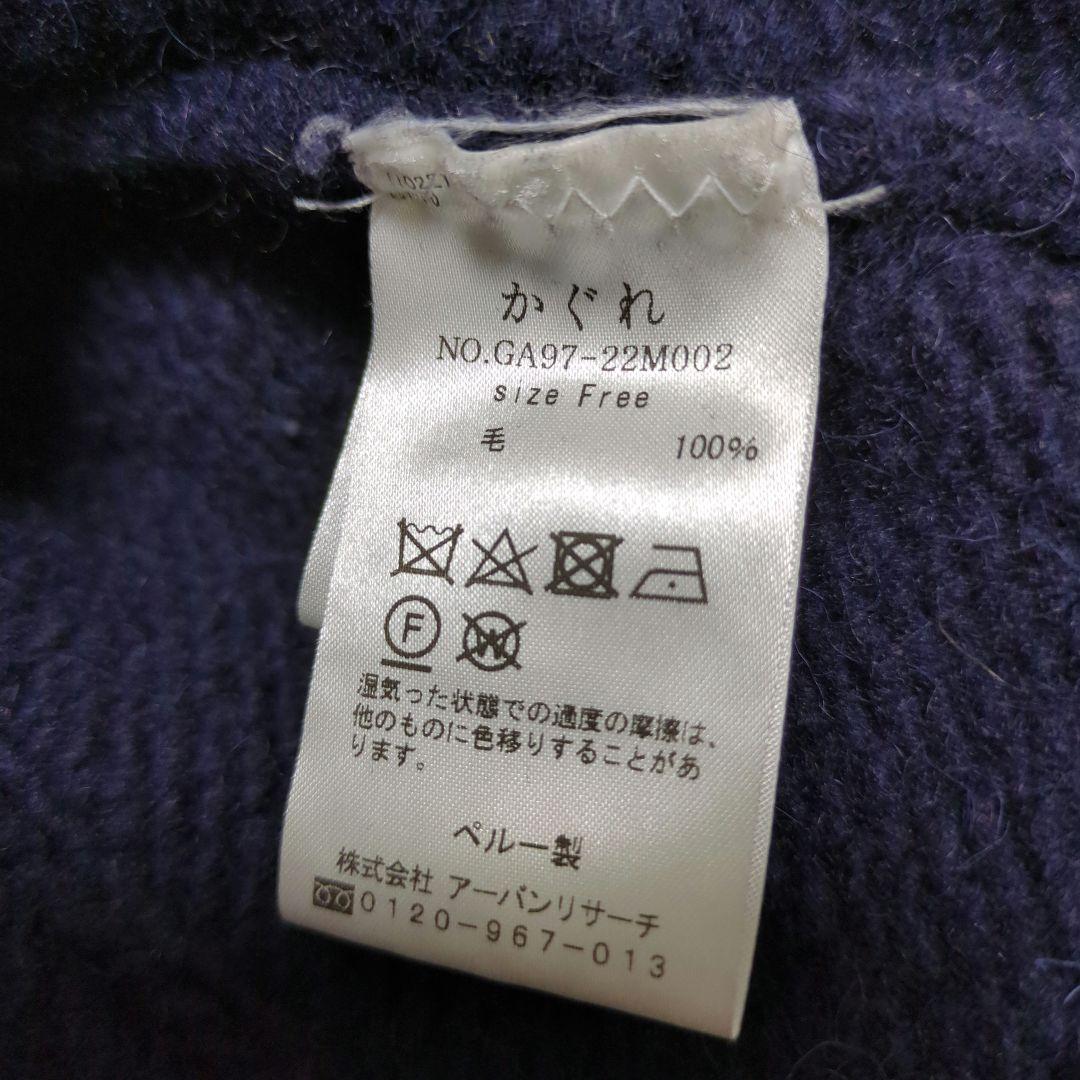 かぐれ
NO.GA97-22M002
size Free
毛 100%
F W
湿気った状態での過度の摩擦は、
他のものに色移りすることがあ
ります。
ペルー製
株式会社 アーバンリサーチ
0120-967-013